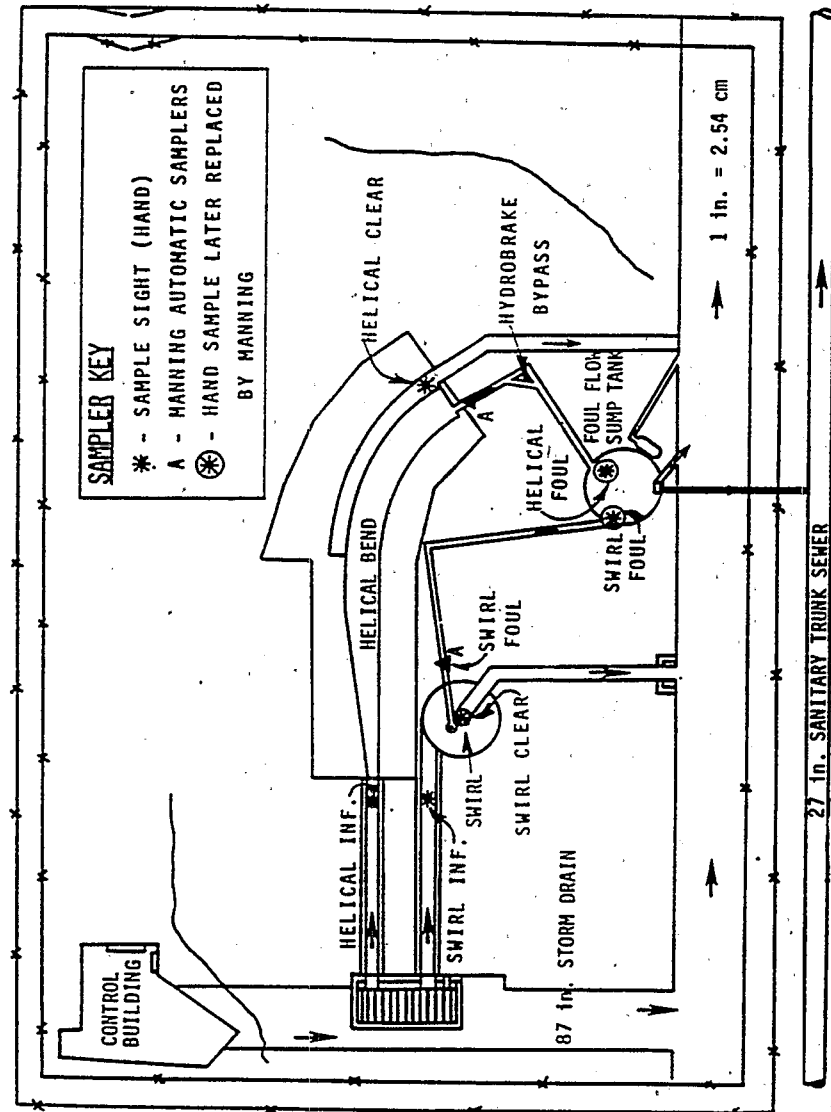 SAMPLER KEY
* - SAMPLE SIGHT (HAND)
A - MANNING AUTOMATIC SAMPLERS
⊛ - HAND SAMPLE LATER REPLACED
BY MANNING
CONTROL
BUILDING
HELICAL INF.
SWIRL INF.
HELICAL BEND
HELICAL CLEAR
A
HYDROBRAKE
BYPASS
A
SWIRL
FOUL
SWIRL
SWIRL CLEAR
HELICAL
FOUL
SWIRL
FOUL
FOUL FLOW
SUMP TANK
87 in. STORM DRAIN
1 in. = 2.54 cm
27 in. SANITARY TRUNK SEWER